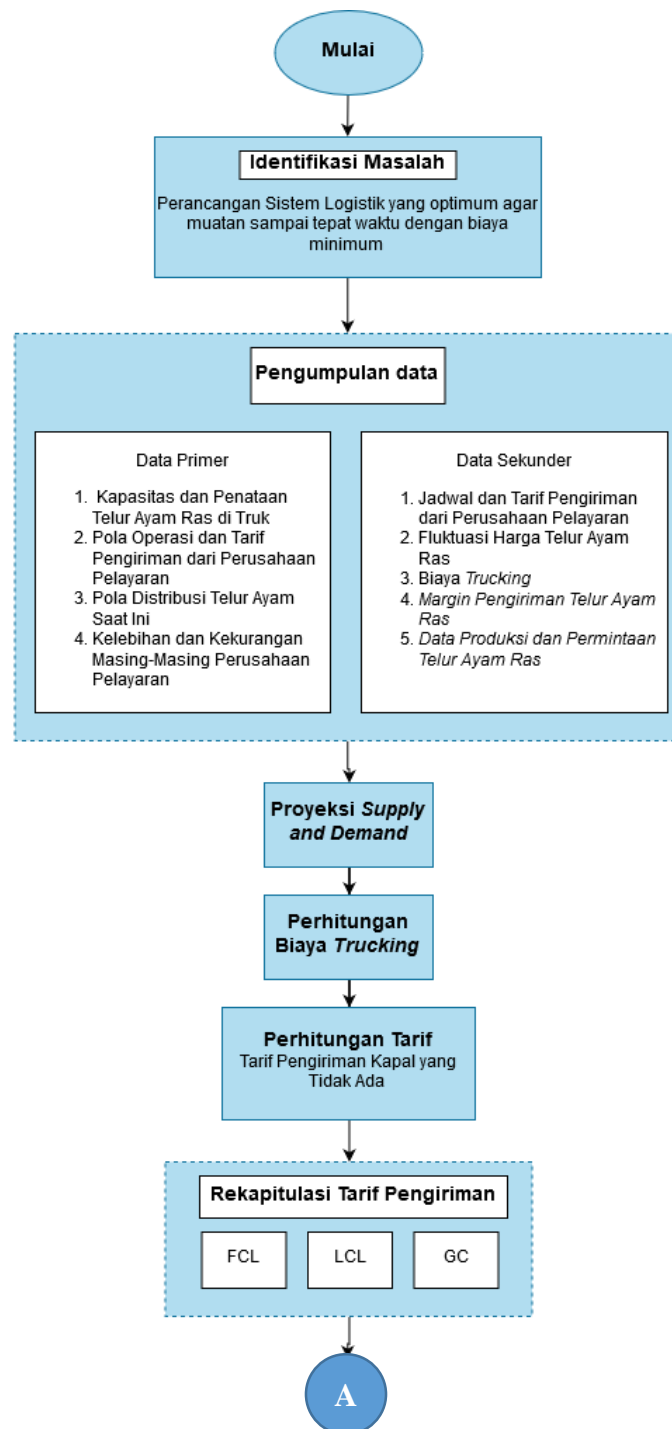 Mulai
Identifikasi Masalah
Perancangan Sistem Logistik yang optimum agar
muatan sampai tepat waktu dengan biaya
minimum
Pengumpulan data
Data Primer
1. Kapasitas dan Penataan
Telur Ayam Ras di Truk
2. Pola Operasi dan Tarif
Pengiriman dari Perusahaan
Pelayaran
3. Pola Distribusi Telur Ayam
Saat Ini
4. Kelebihan dan Kekurangan
Masing-Masing Perusahaan
Pelayaran
Data Sekunder
1. Jadwal dan Tarif Pengiriman
dari Perusahaan Pelayaran
2. Fluktuasi Harga Telur Ayam
Ras
3. Biaya Trucking
4. Margin Pengiriman Telur Ayam
Ras
5. Data Produksi dan Permintaan
Telur Ayam Ras
Proyeksi Supply
and Demand
Perhitungan
Biaya Trucking
Perhitungan Tarif
Tarif Pengiriman Kapal yang
Tidak Ada
Rekapitulasi Tarif Pengiriman
FCL
LCL
GC
A